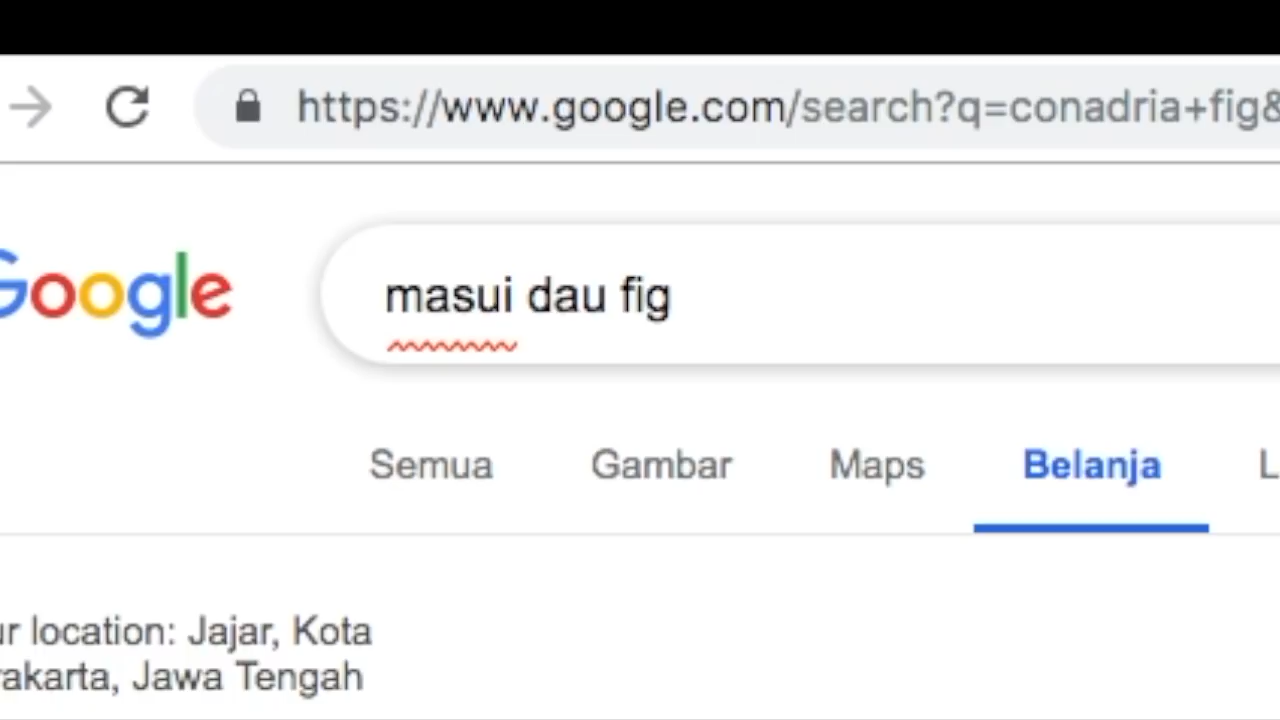 https://www.google.com/search?q=conadria+fig&
Google
masui dau fig
Semua Gambar Maps Belanja L
ur location: Jajar, Kota
rakarta, Jawa Tengah